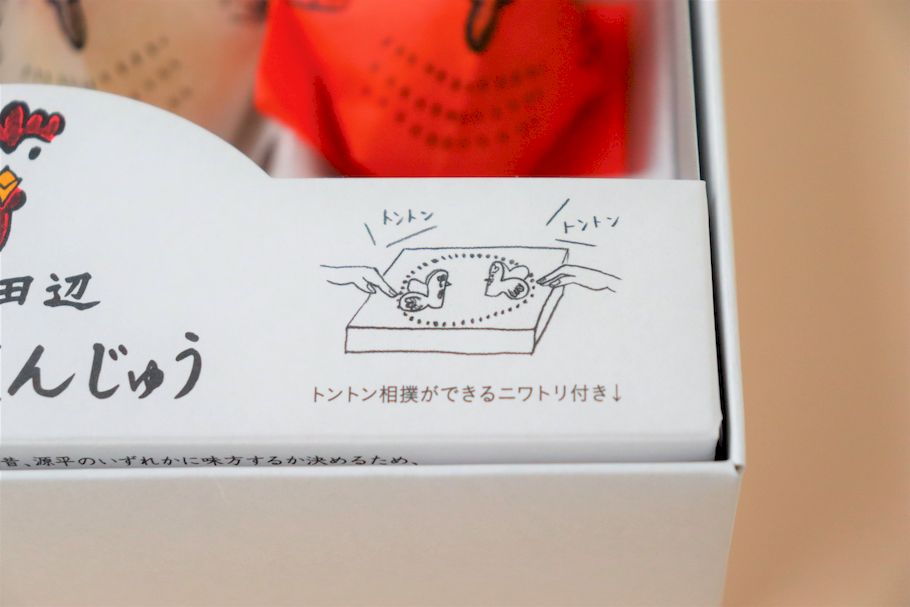 トントン
トントン
田辺
んじゅう
トントン相撲ができるニワトリ付き↓
昔、源平のいずれかに味方するか決めるため、